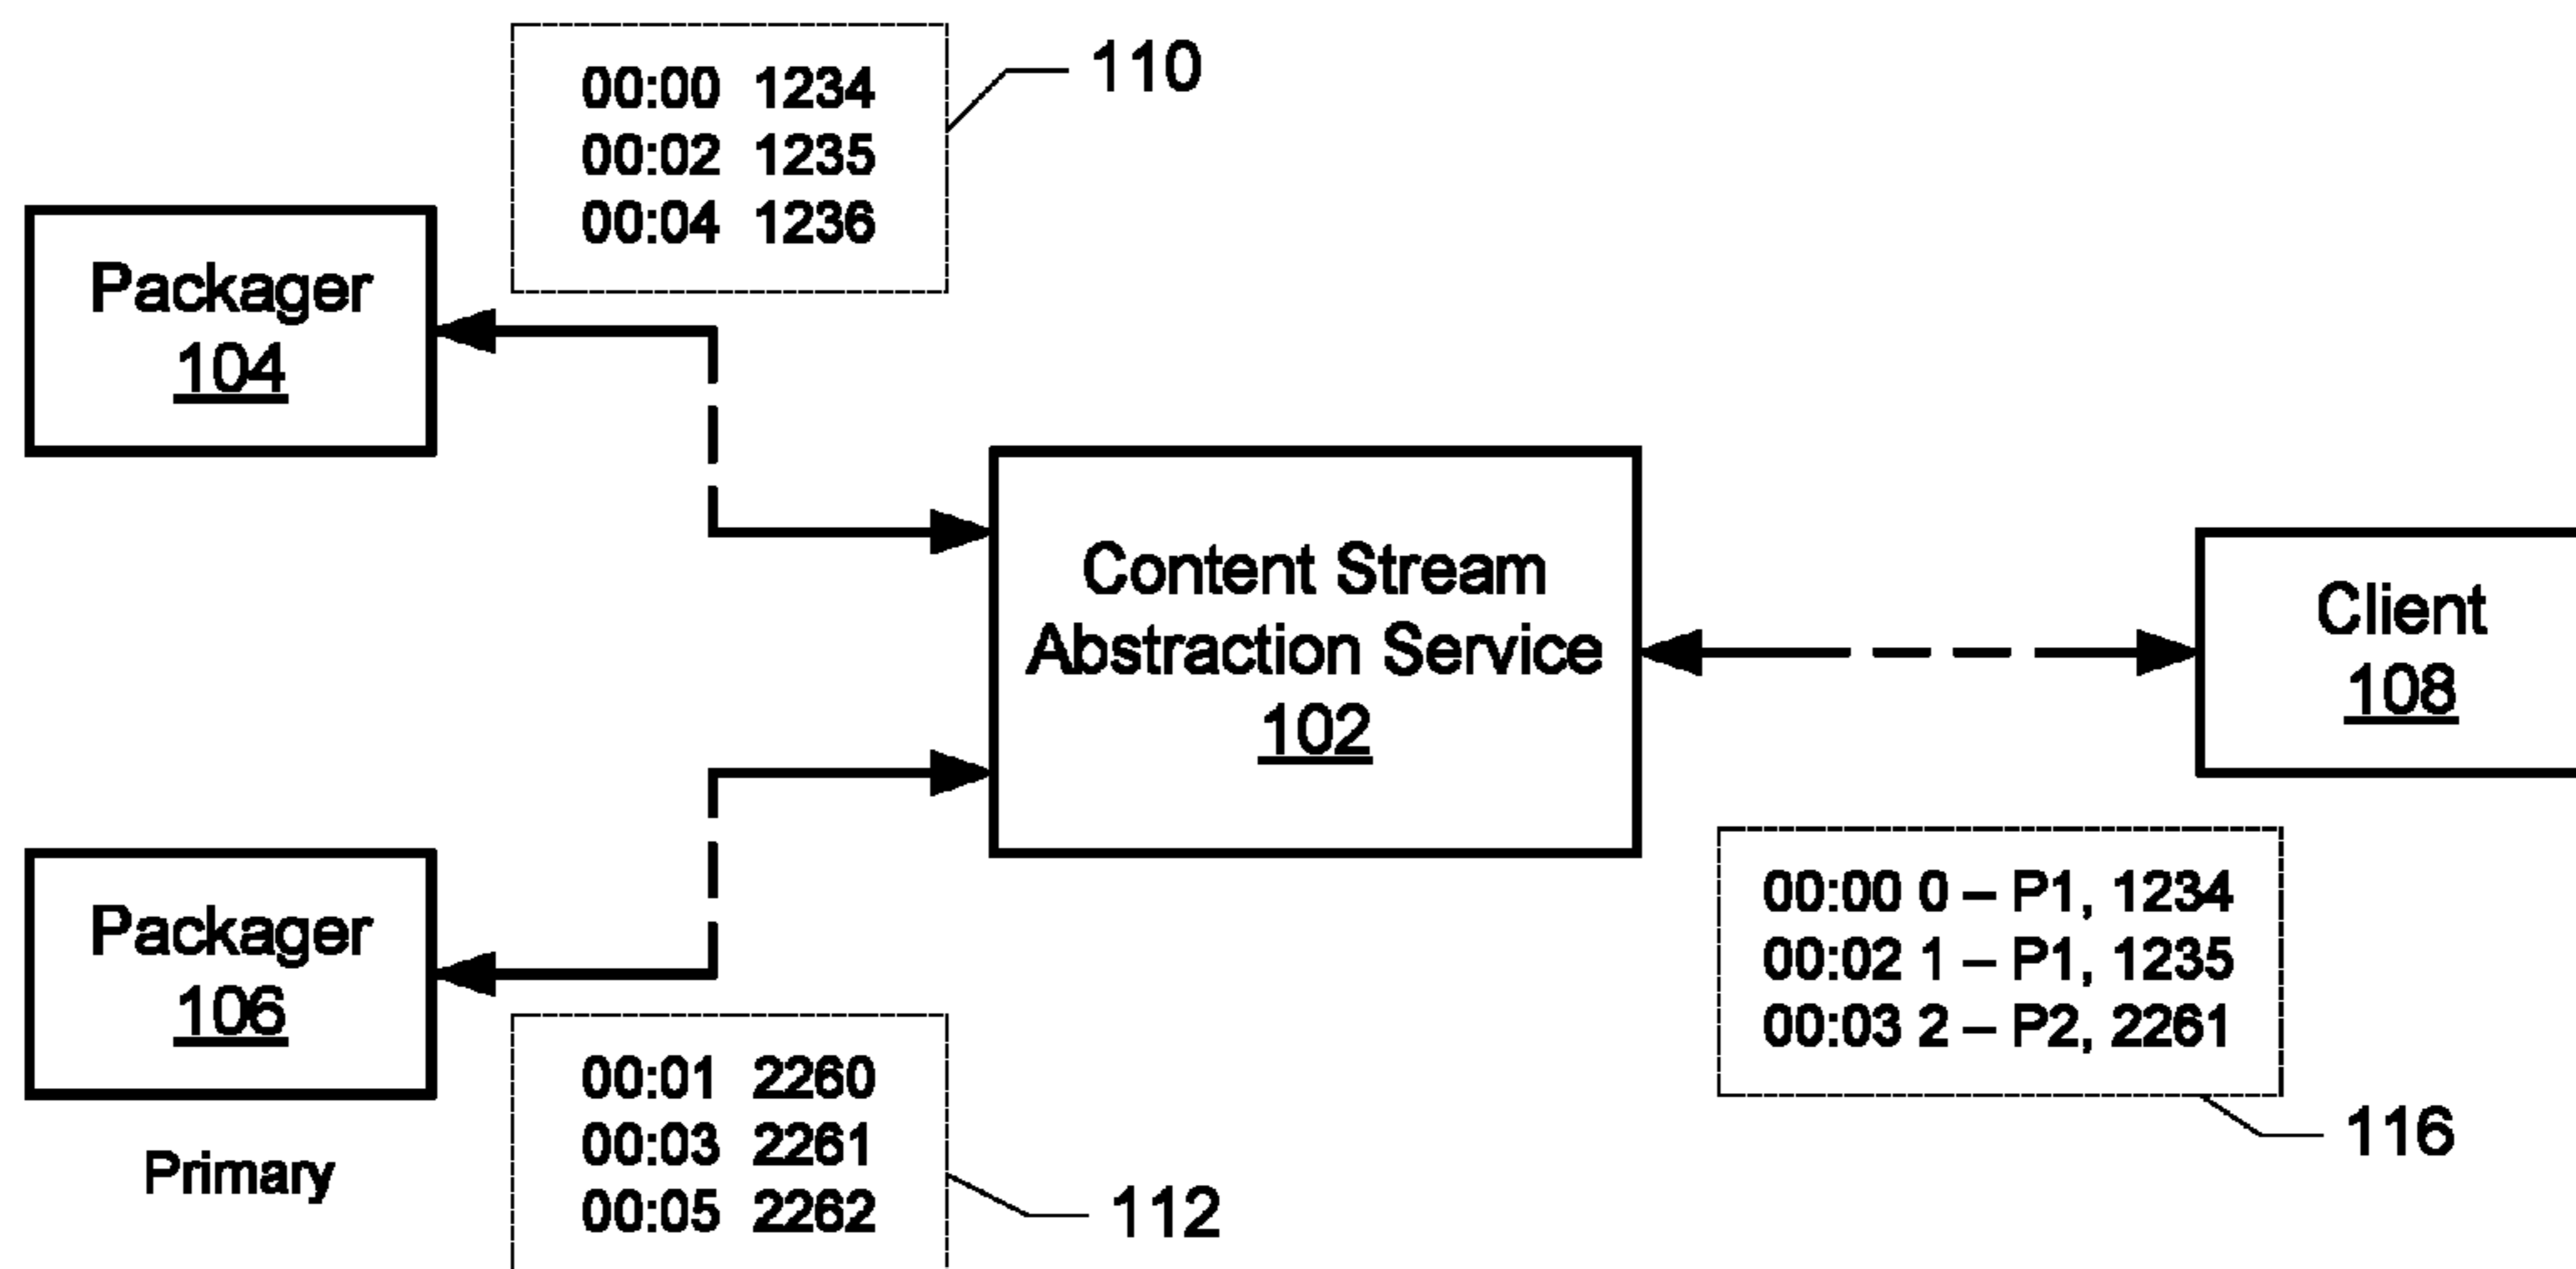 00:00 1234
00:02 1235
00:04 1236
110
Packager
104
Content Stream
Abstraction Service
102
Client
108
Packager
106
Primary
00:01 2260
00:03 2261
00:05 2262
112
00:00 0 – P1, 1234
00:02 1 – P1, 1235
00:03 2 – P2, 2261
116